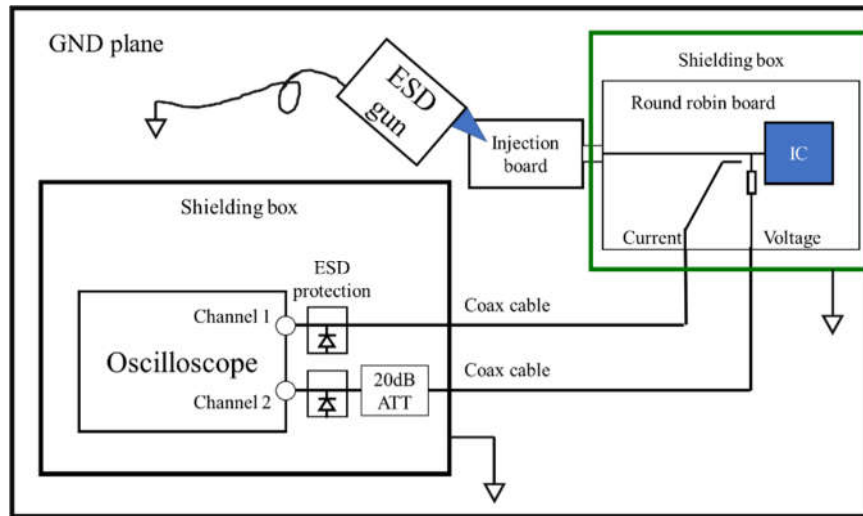 GND plane
ESD
gun
Injection
board
Shielding box
Round robin board
IC
Current
Voltage
Shielding box
ESD
protection
Channel 1
Oscilloscope
Channel 2
20dB
ATT
Coax cable
Coax cable